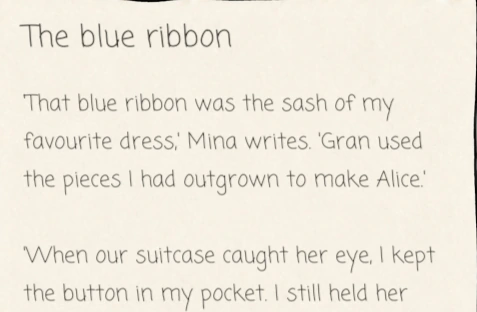 The blue ribbon
'That blue ribbon was the sash of my
favourite dress,' Mina writes. 'Gran used
the pieces I had outgrown to make Alice.'
'When our suitcase caught her eye, I kept
the button in my pocket. I still held her